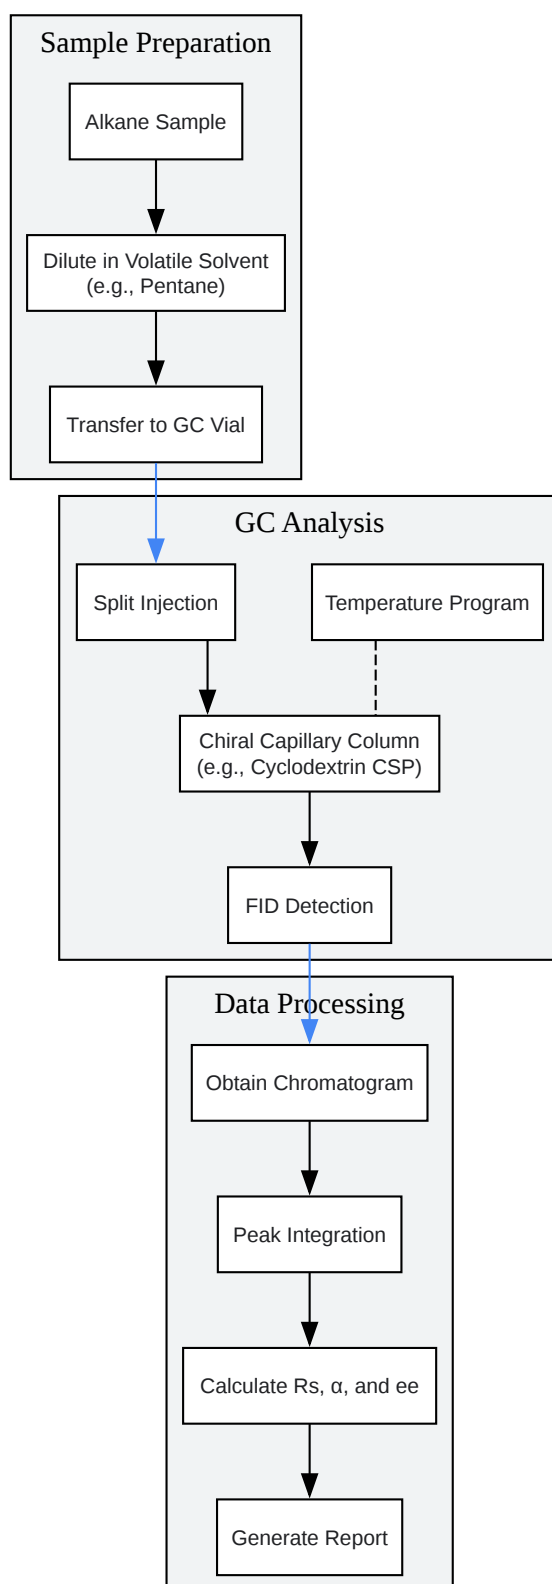 Sample Preparation
Alkane Sample
Dilute in Volatile Solvent
(e.g., Pentane)
Transfer to GC Vial
GC Analysis
Split Injection
Temperature Program
Chiral Capillary Column
(e.g., Cyclodextrin CSP)
FID Detection
Data Processing
Obtain Chromatogram
Peak Integration
Calculate Rs, α, and ee
Generate Report